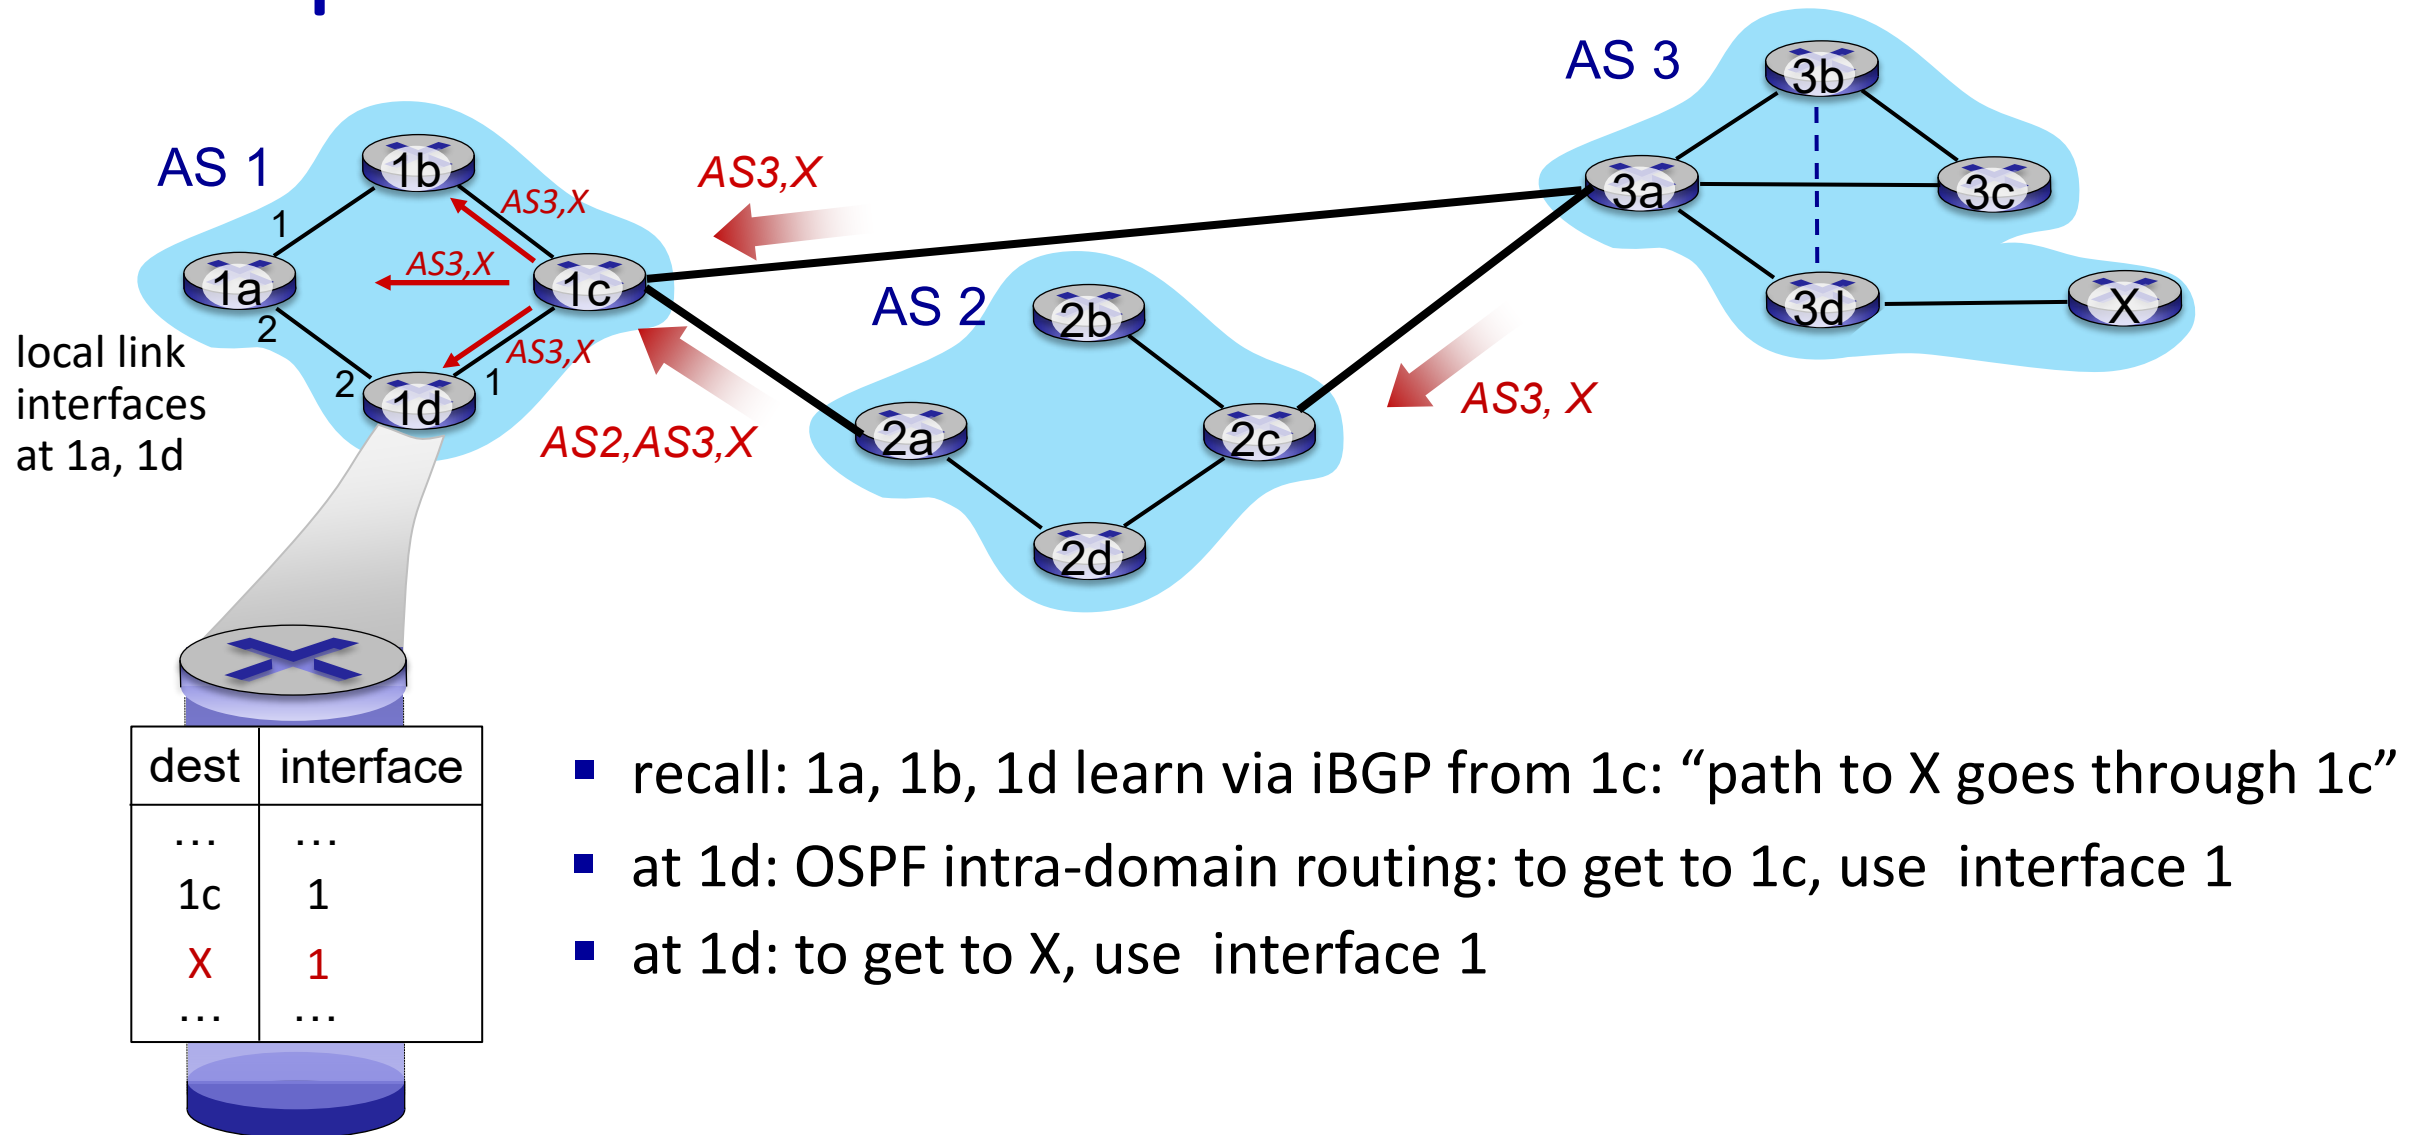 AS 3
3b
3a
3c
3d
X
AS 1
1b
AS3,X
AS3,X
1
1a
AS3,X
1c
2
AS3,X
2
1
1d
local link
interfaces
at 1a, 1d
AS2,AS3,X
AS 2
2b
2a
2c
2d
AS3, X
dest interface
... ...
1c 1
X 1
... ...
▪ recall: 1a, 1b, 1d learn via iBGP from 1c: “path to X goes through 1c”
▪ at 1d: OSPF intra-domain routing: to get to 1c, use interface 1
▪ at 1d: to get to X, use interface 1